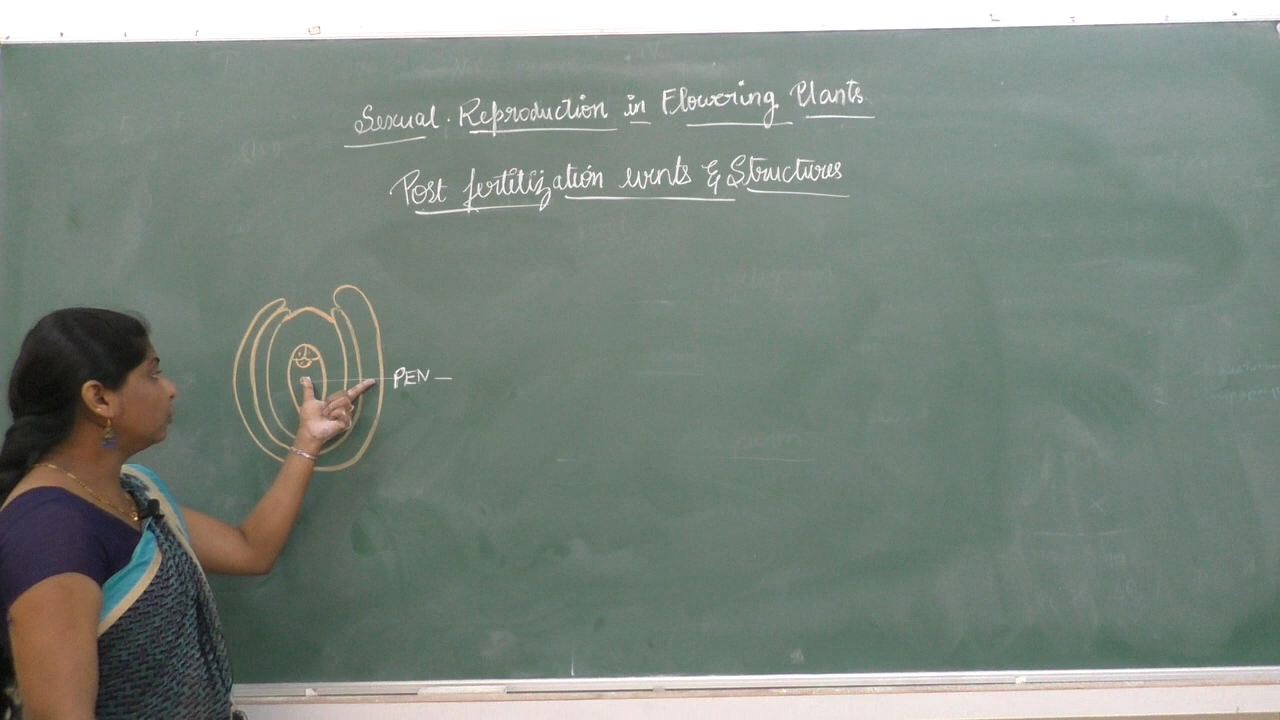 Sexual Reproduction in Flowering Plants
Post fertilization events & Structures
PEN —